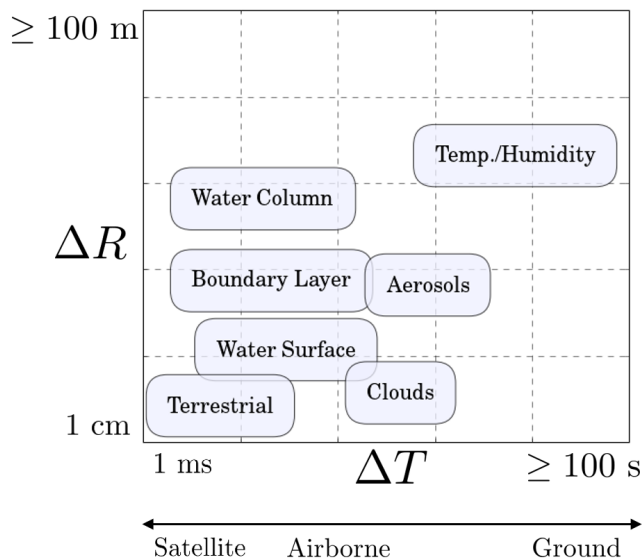 ≥ 100 m
Temp./Humidity
Water Column
ΔR
Boundary Layer
Aerosols
Water Surface
Clouds
Terrestrial
1 cm
1 ms
ΔT
≥ 100 s
Satellite
Airborne
Ground